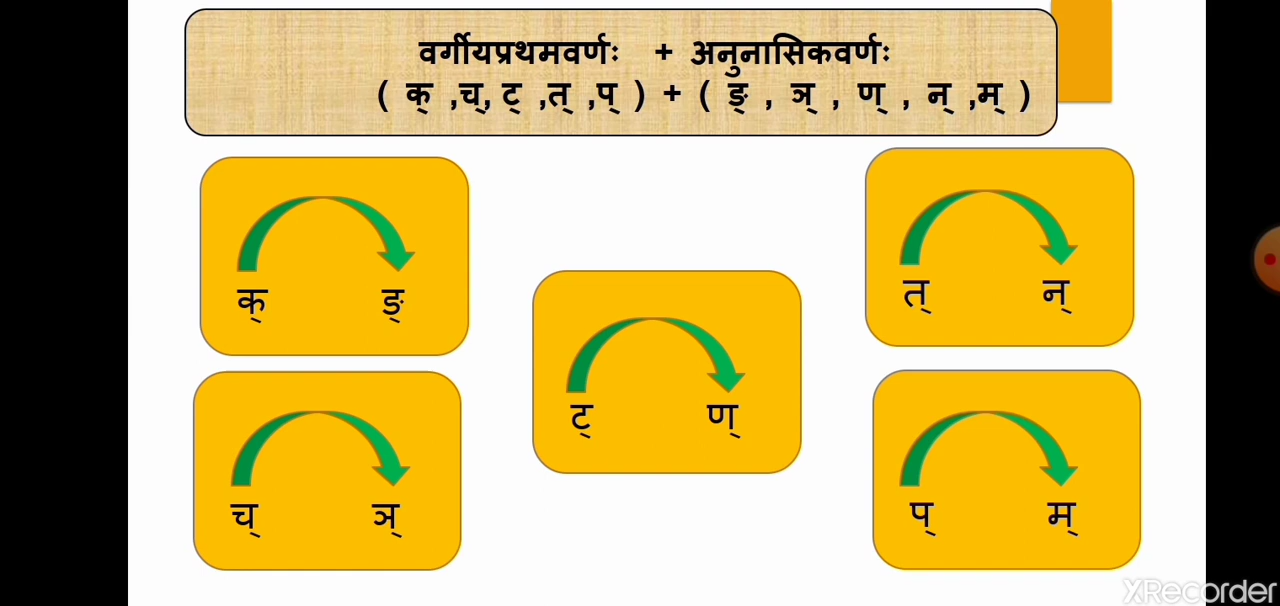 वर्गीयप्रथमवर्णः + अनुनासिकवर्णः
( क् ,च्, ट् ,त् ,प् ) + ( ङ् , ञ् , ण् , न् ,म् )
क् ङ्
त् न्
ट् ण्
च् ञ्
प् म्
XRecorder